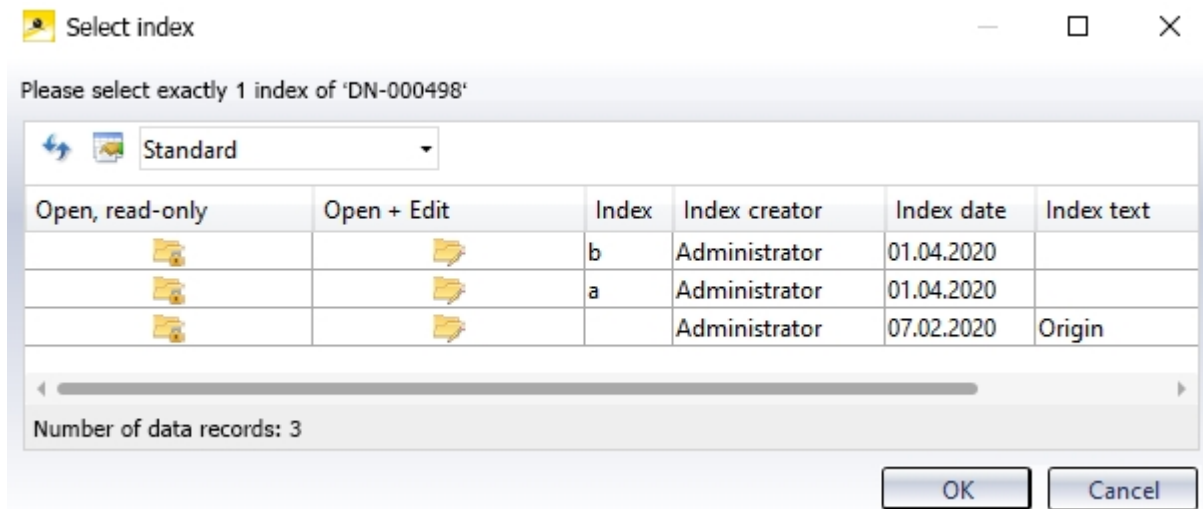 Select index
Please select exactly 1 index of ‘DN-000498‘
Standard
Open, read-only Open + Edit Index Index creator Index date Index text
b Administrator 01.04.2020
a Administrator 01.04.2020
Administrator 07.02.2020 Origin
Number of data records: 3
OK Cancel